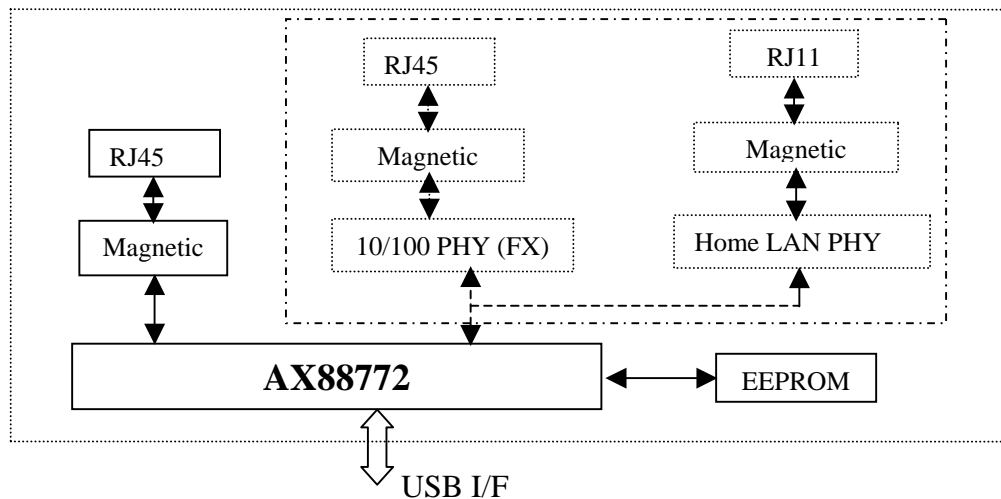 RJ45
RJ11
RJ45
Magnetic
Magnetic
Magnetic
10/100 PHY (FX)
Home LAN PHY
AX88772
EEPROM
USB I/F